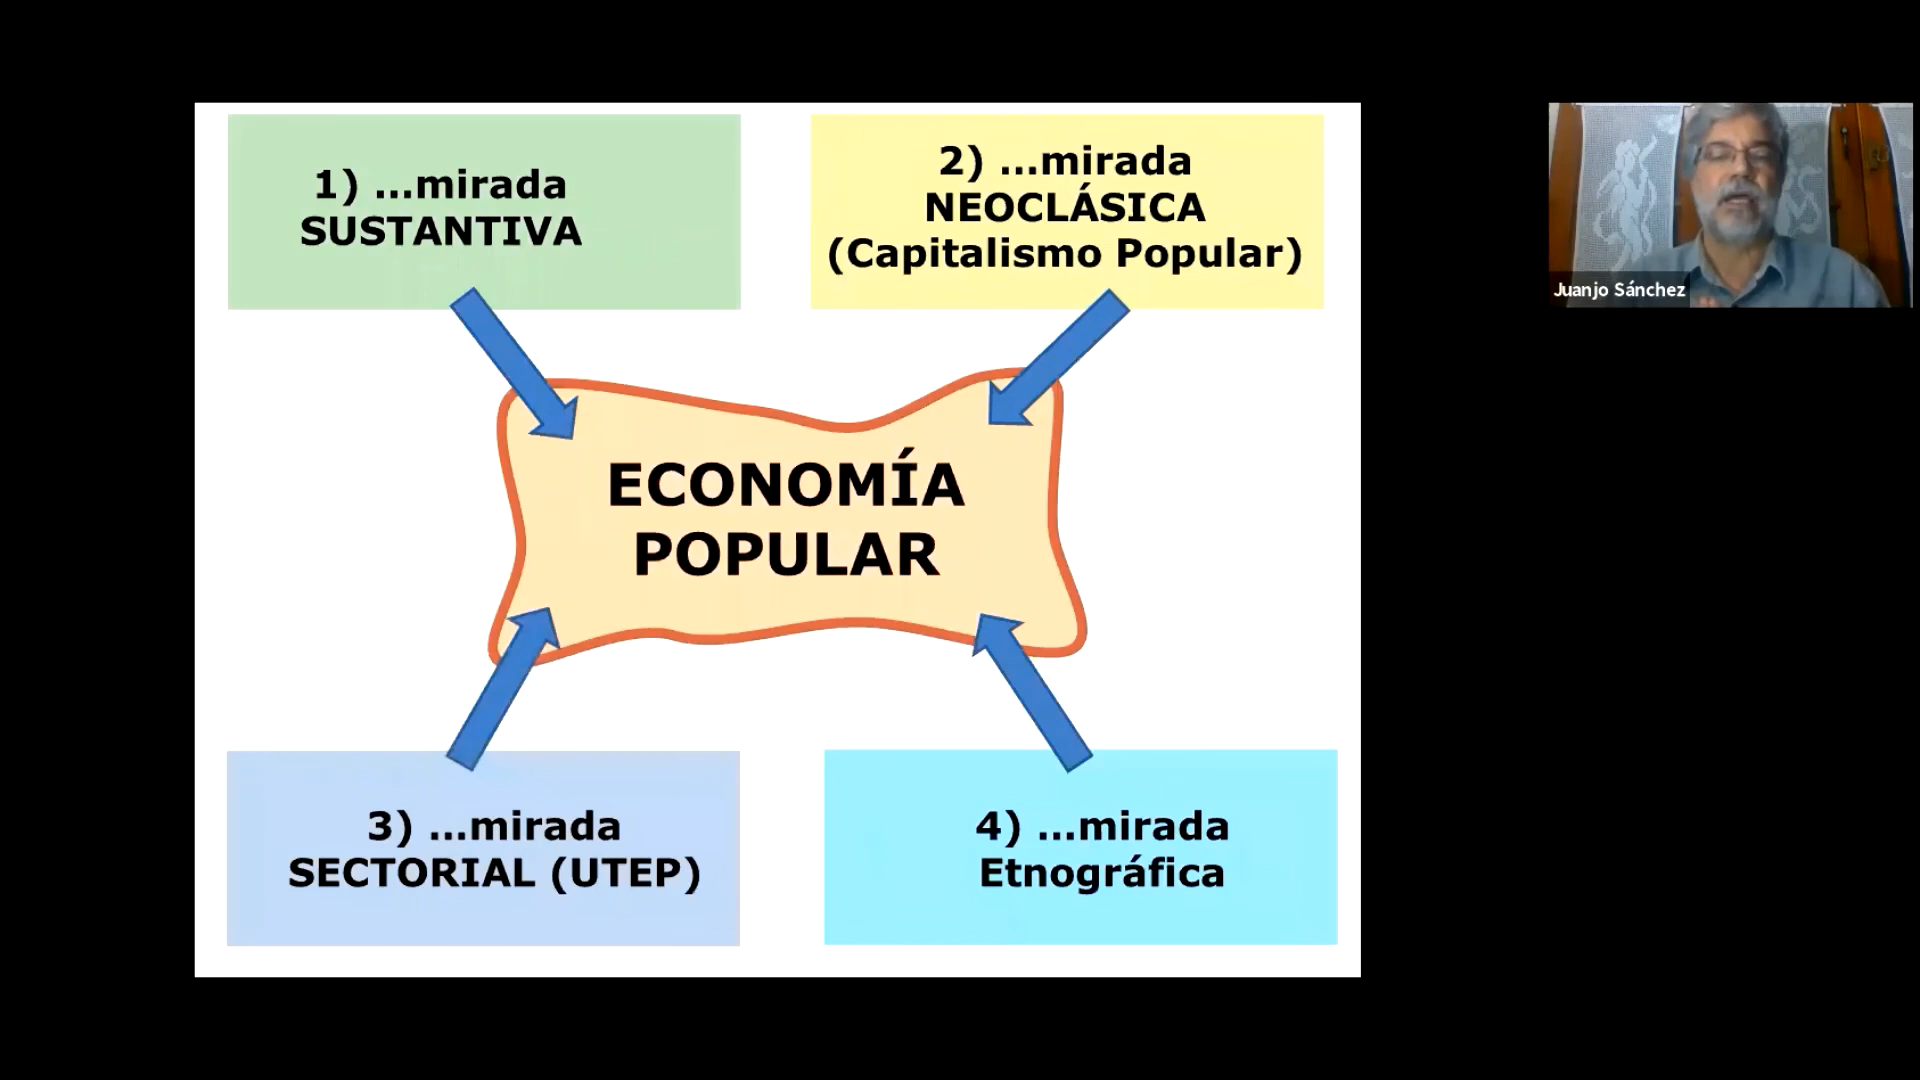 1) ...mirada
SUSTANTIVA
2) ...mirada
NEOCLÁSICA
(Capitalismo Popular)
ECONOMÍA
POPULAR
3) ...mirada
SECTORIAL (UTEP)
4) ...mirada
Etnográfica
Juanjo Sánchez